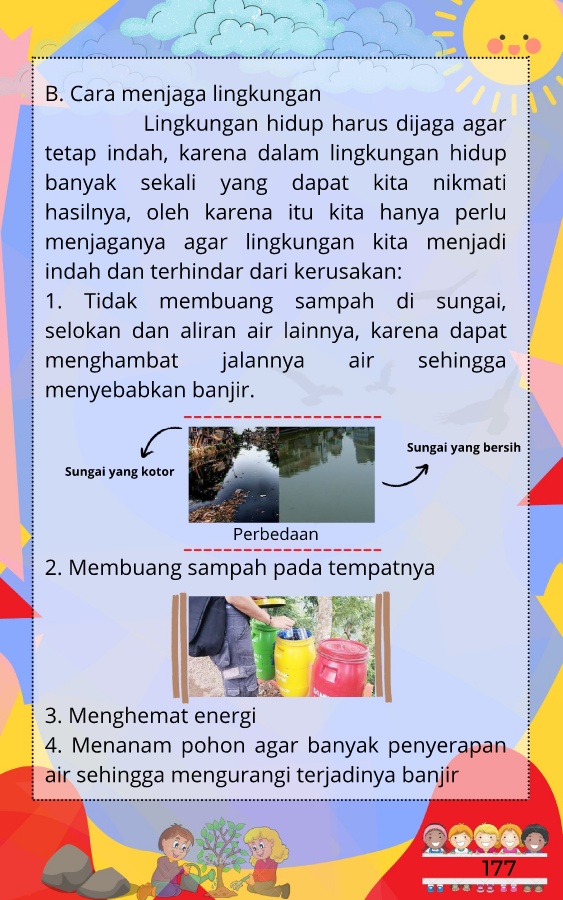 B. Cara menjaga lingkungan
Lingkungan hidup harus dijaga agar
tetap indah, karena dalam lingkungan hidup
banyak sekali yang dapat kita nikmati
hasilnya, oleh karena itu kita hanya perlu
menjaganya agar lingkungan kita menjadi
indah dan terhindar dari kerusakan:
1. Tidak membuang sampah di sungai,
selokan dan aliran air lainnya, karena dapat
menghambat jalannya air sehingga
menyebabkan banjir.
Sungai yang kotor
Sungai yang bersih
Perbedaan
2. Membuang sampah pada tempatnya
3. Menghemat energi
4. Menanam pohon agar banyak penyerapan
air sehingga mengurangi terjadinya banjir
177